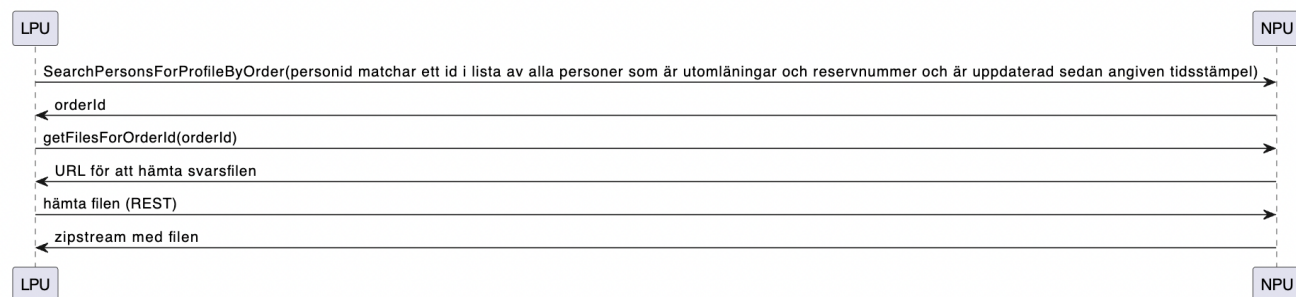 LPU NPU
SearchPersonsForProfileByOrder(personid matchar ett id i lista av alla personer som är utomläningar och reservnummer och är uppdaterad sedan angiven tidsstämpel)
orderId
getFilesForOrderId(orderId)
URL för att hämta svarsfilen
hämta filen (REST)
zipstream med filen
LPU NPU